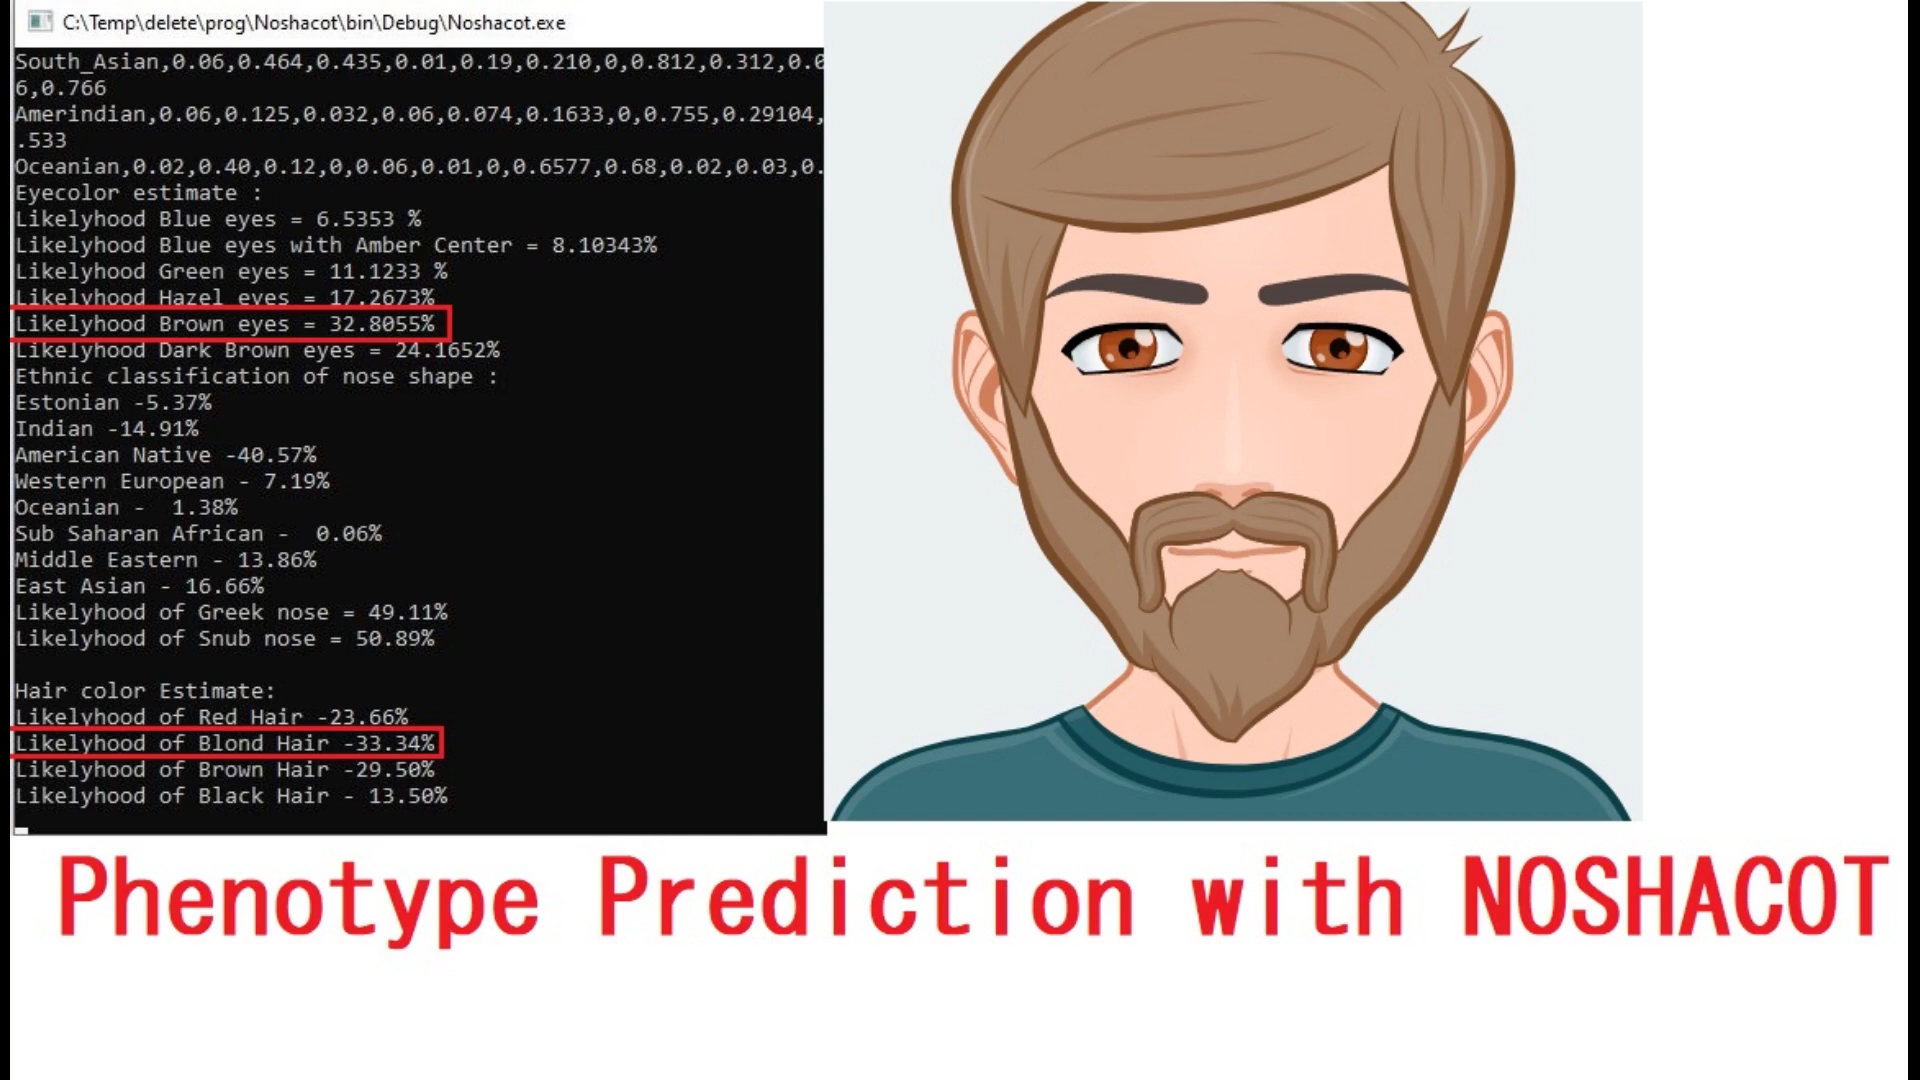 C:\Temp\delete\prog\Noshacot\bin\Debug\Noshacot.exe
South_Asian,0.06,0.464,0.435,0.01,0.19,0.210,0,0.812,0.312,0.0
6,0.766
Amerindian,0.06,0.125,0.032,0.06,0.074,0.1633,0,0.755,0.29104,
.533
Oceanian,0.02,0.40,0.12,0,0.06,0.01,0,0.6577,0.68,0.02,0.03,0.
Eyecolor estimate :
Likelyhood Blue eyes = 6.5353 %
Likelyhood Blue eyes with Amber Center = 8.10343%
Likelyhood Green eyes = 11.1233 %
Likelyhood Hazel eyes = 17.2673%
Likelyhood Brown eyes = 32.8055%
Likelyhood Dark Brown eyes = 24.1652%
Ethnic classification of nose shape :
Estonian -5.37%
Indian -14.91%
American Native -40.57%
Western European - 7.19%
Oceanian -  1.38%
Sub Saharan African -  0.06%
Middle Eastern - 13.86%
East Asian - 16.66%
Likelyhood of Greek nose = 49.11%
Likelyhood of Snub nose = 50.89%
Hair color Estimate:
Likelyhood of Red Hair -23.66%
Likelyhood of Blond Hair -33.34%
Likelyhood of Brown Hair -29.50%
Likelyhood of Black Hair - 13.50%
Phenotype Prediction with NOSHACOT